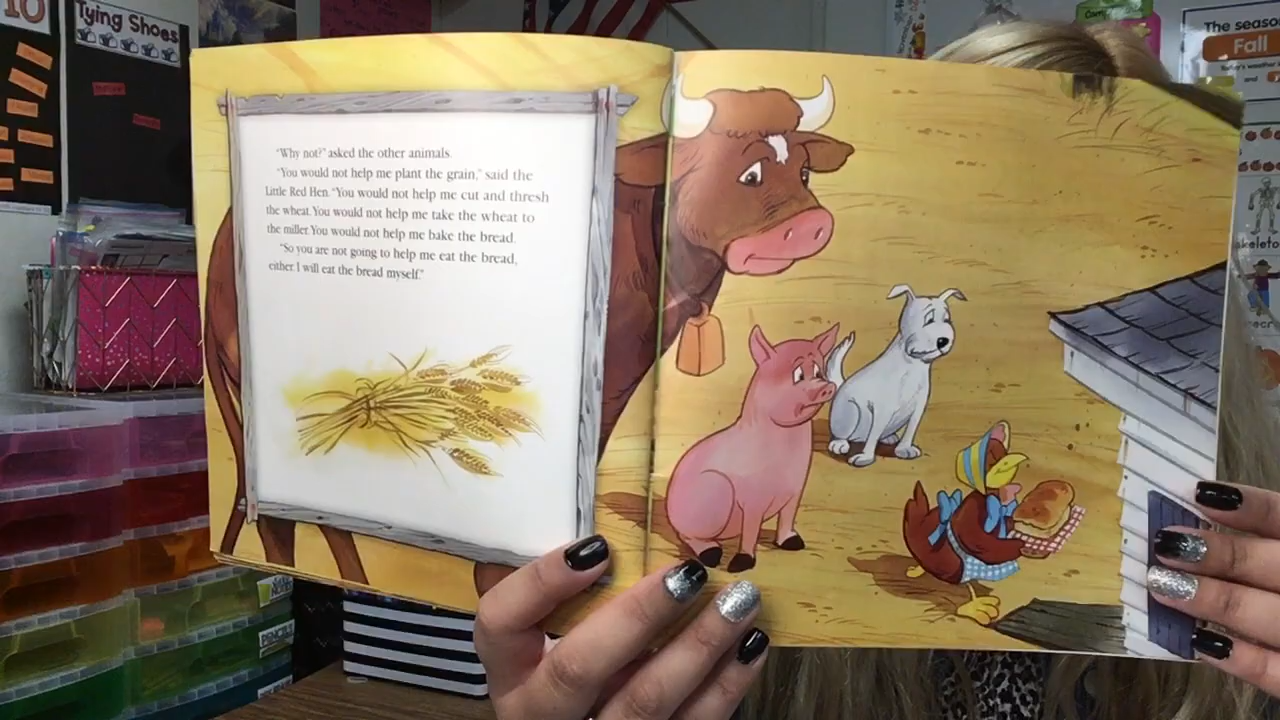 10
Tying Shoes
The seaso
Fall
Today's weather
and
"Why not?" asked the other animals.
"You would not help me plant the grain," said the
Little Red Hen. "You would not help me cut and thresh
the wheat. You would not help me take the wheat to
the miller. You would not help me bake the bread.
"So you are not going to help me eat the bread,
either. I will eat the bread myself."
skeleto